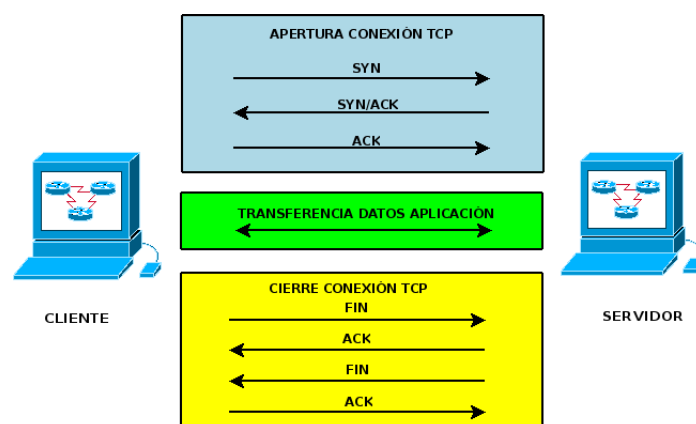 APERTURA CONEXIÓN TCP
SYN
SYN/ACK
ACK
TRANSFERENCIA DATOS APLICACIÓN
CIERRE CONEXIÓN TCP
FIN
ACK
FIN
ACK
CLIENTE
SERVIDOR